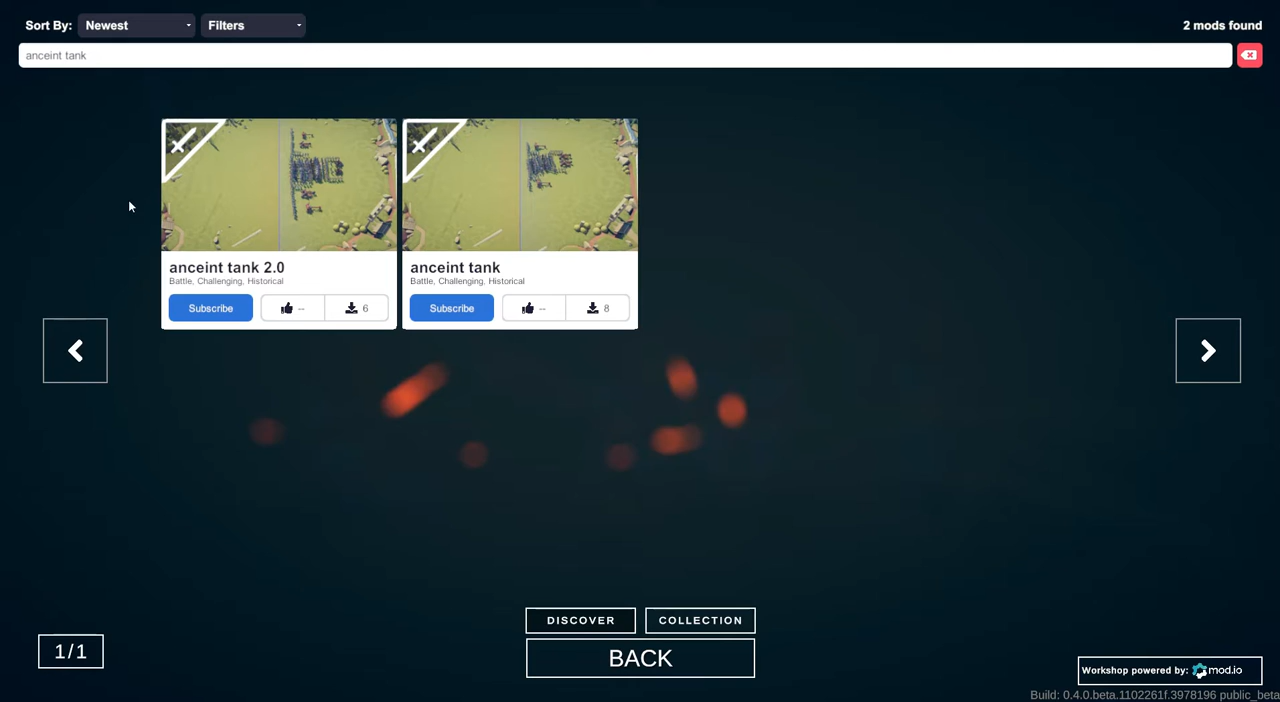 Sort By: Newest Filters 2 mods found
anceint tank
anceint tank 2.0 anceint tank
Battle, Challenging, Historical Battle, Challenging, Historical
Subscribe -- 6 Subscribe -- 8
DISCOVER COLLECTION
1/1 BACK
Workshop powered by: mod.io
Build: 0.4.0.beta.1102261f.3978196 public_beta